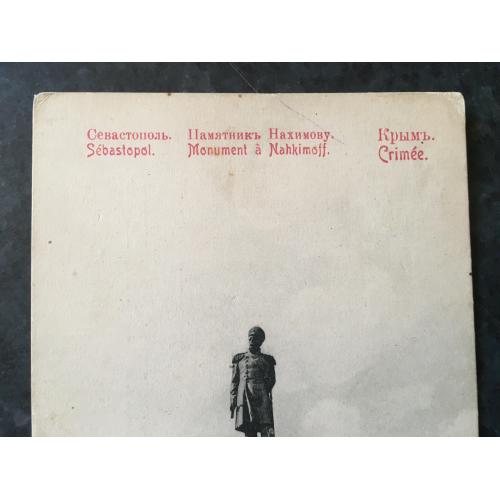 Севастополь. Памятникъ Нахимову. Крымъ.
Sébastopol. Monument à Nahkimoff. Crimée.